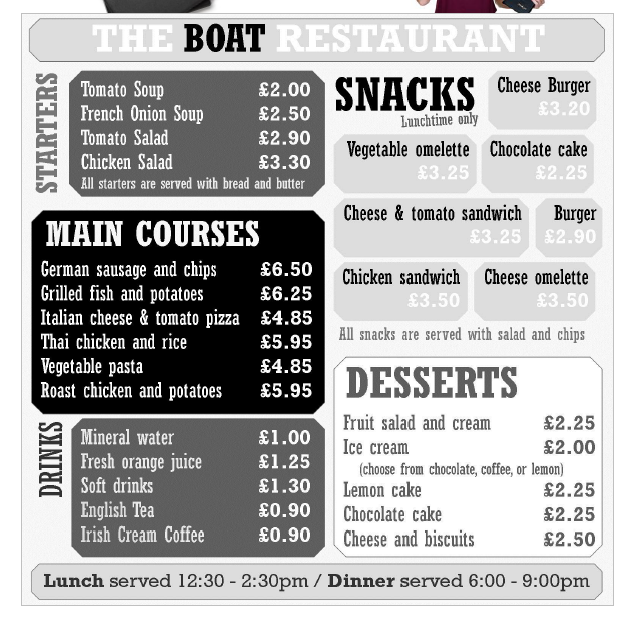 THE BOAT RESTAURANT
STARTERS
Tomato Soup £2.00
French Onion Soup £2.50
Tomato Salad £2.90
Chicken Salad £3.30
All starters are served with bread and butter
MAIN COURSES
German sausage and chips £6.50
Grilled fish and potatoes £6.25
Italian cheese & tomato pizza £4.85
Thai chicken and rice £5.95
Vegetable pasta £4.85
Roast chicken and potatoes £5.95
DRINKS
Mineral water £1.00
Fresh orange juice £1.25
Soft drinks £1.30
English Tea £0.90
Irish Cream Coffee £0.90
SNACKS
Lunchtime only
Cheese Burger
£3.20
Vegetable omelette
£3.25
Chocolate cake
£2.25
Cheese & tomato sandwich
£3.25
Burger
£2.90
Chicken sandwich
£3.50
Cheese omelette
£3.50
All snacks are served with salad and chips
DESSERTS
Fruit salad and cream £2.25
Ice cream £2.00
(choose from chocolate, coffee, or lemon)
Lemon cake £2.25
Chocolate cake £2.25
Cheese and biscuits £2.50
Lunch served 12:30 - 2:30pm / Dinner served 6:00 - 9:00pm